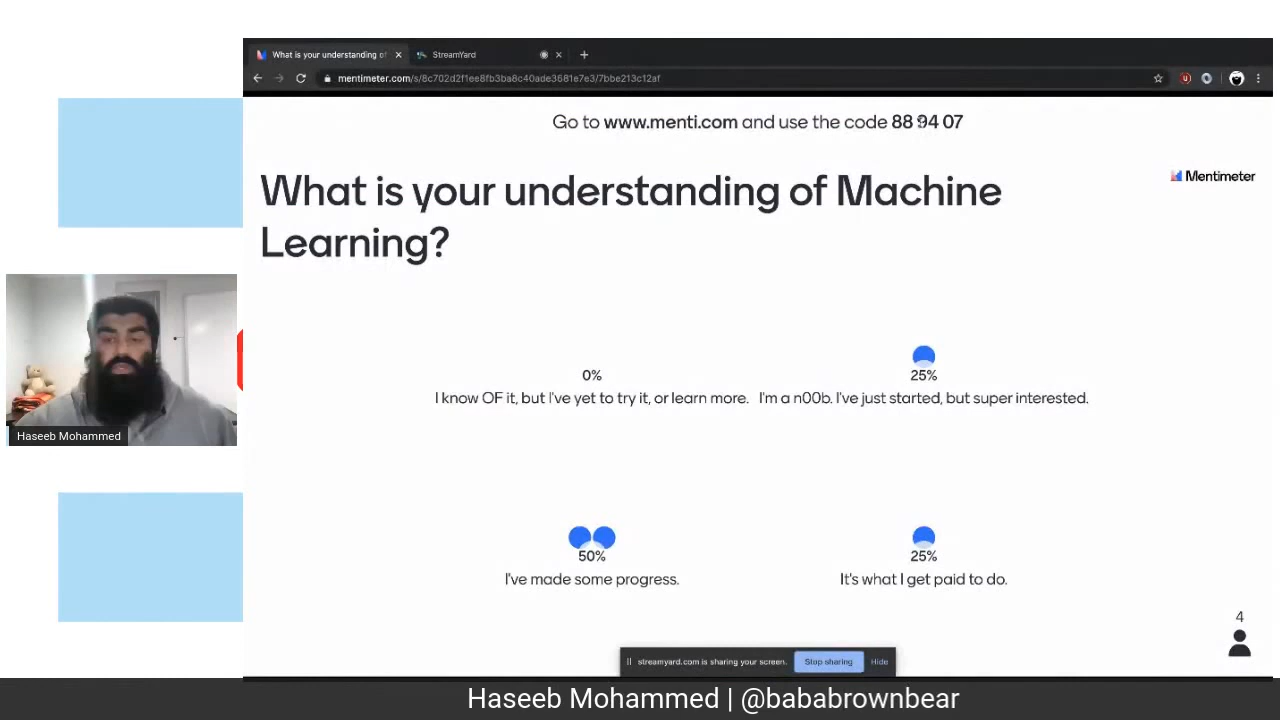 What is your understanding of
StreamYard
mentimeter.com/s/8c702d2f1ee8fb3ba8c40ade3681e7e3/7bbe213c12af
Go to www.menti.com and use the code 88 94 07
Mentimeter
What is your understanding of Machine
Learning?
0%
I know OF it, but I've yet to try it, or learn more.
25%
I'm a n00b. I've just started, but super interested.
Haseeb Mohammed
50%
I've made some progress.
25%
It's what I get paid to do.
4
streamyard.com is sharing your screen.
Stop sharing
Hide
Haseeb Mohammed | @bababrownbear